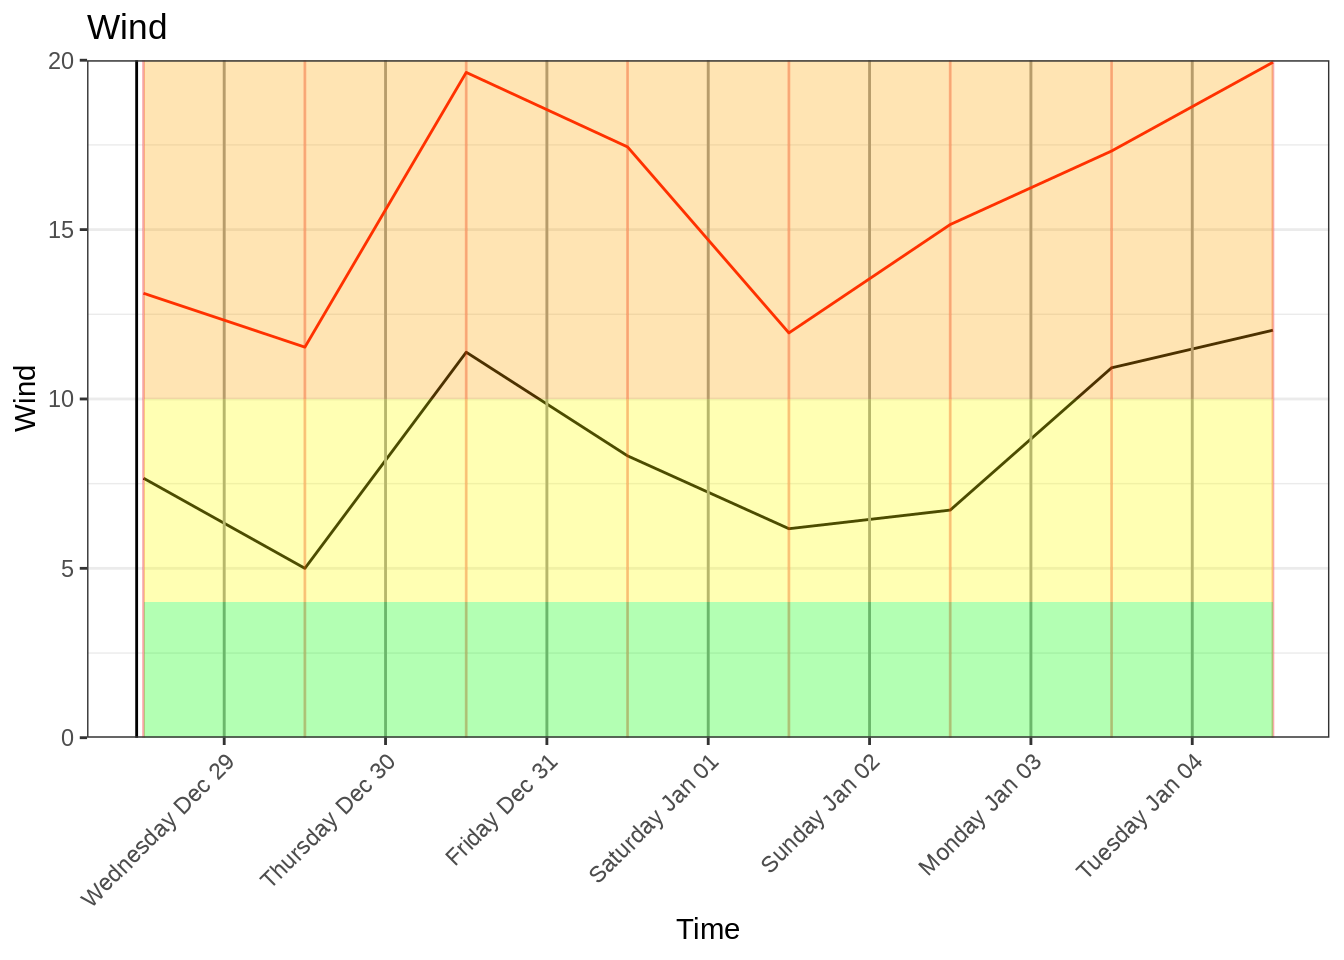 Wind
20
15
10
5
0
Wind
Wednesday Dec 29
Thursday Dec 30
Friday Dec 31
Saturday Jan 01
Sunday Jan 02
Monday Jan 03
Tuesday Jan 04
Time